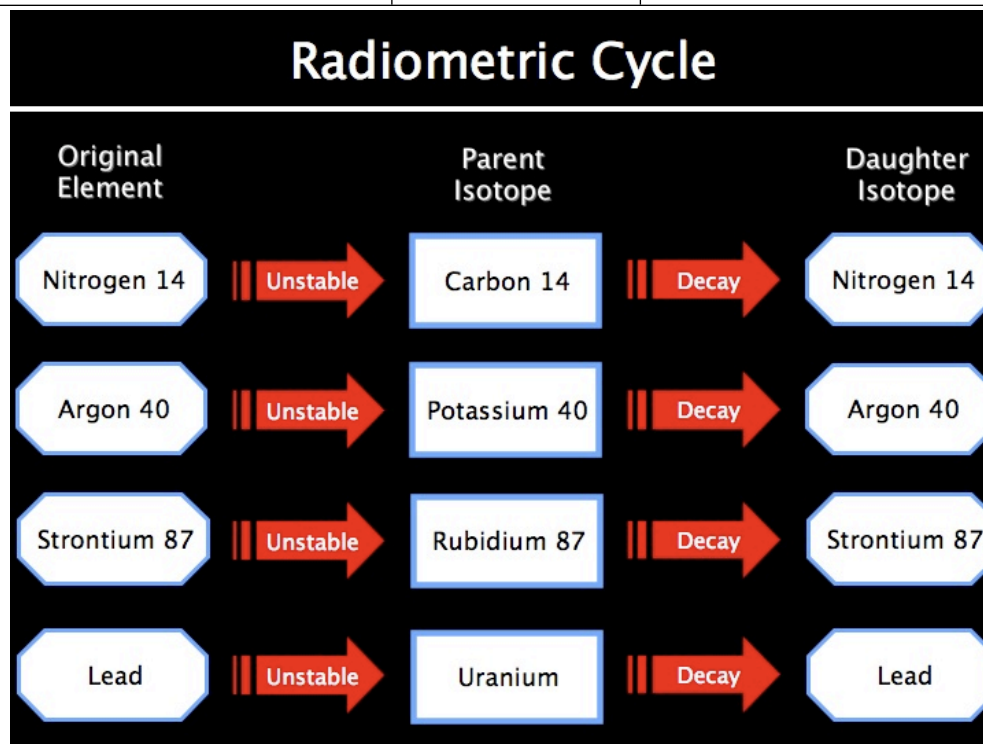 Radiometric Cycle
Original
Element
Parent
Isotope
Daughter
Isotope
Nitrogen 14
Unstable
Carbon 14
Decay
Nitrogen 14
Argon 40
Unstable
Potassium 40
Decay
Argon 40
Strontium 87
Unstable
Rubidium 87
Decay
Strontium 87
Lead
Unstable
Uranium
Decay
Lead